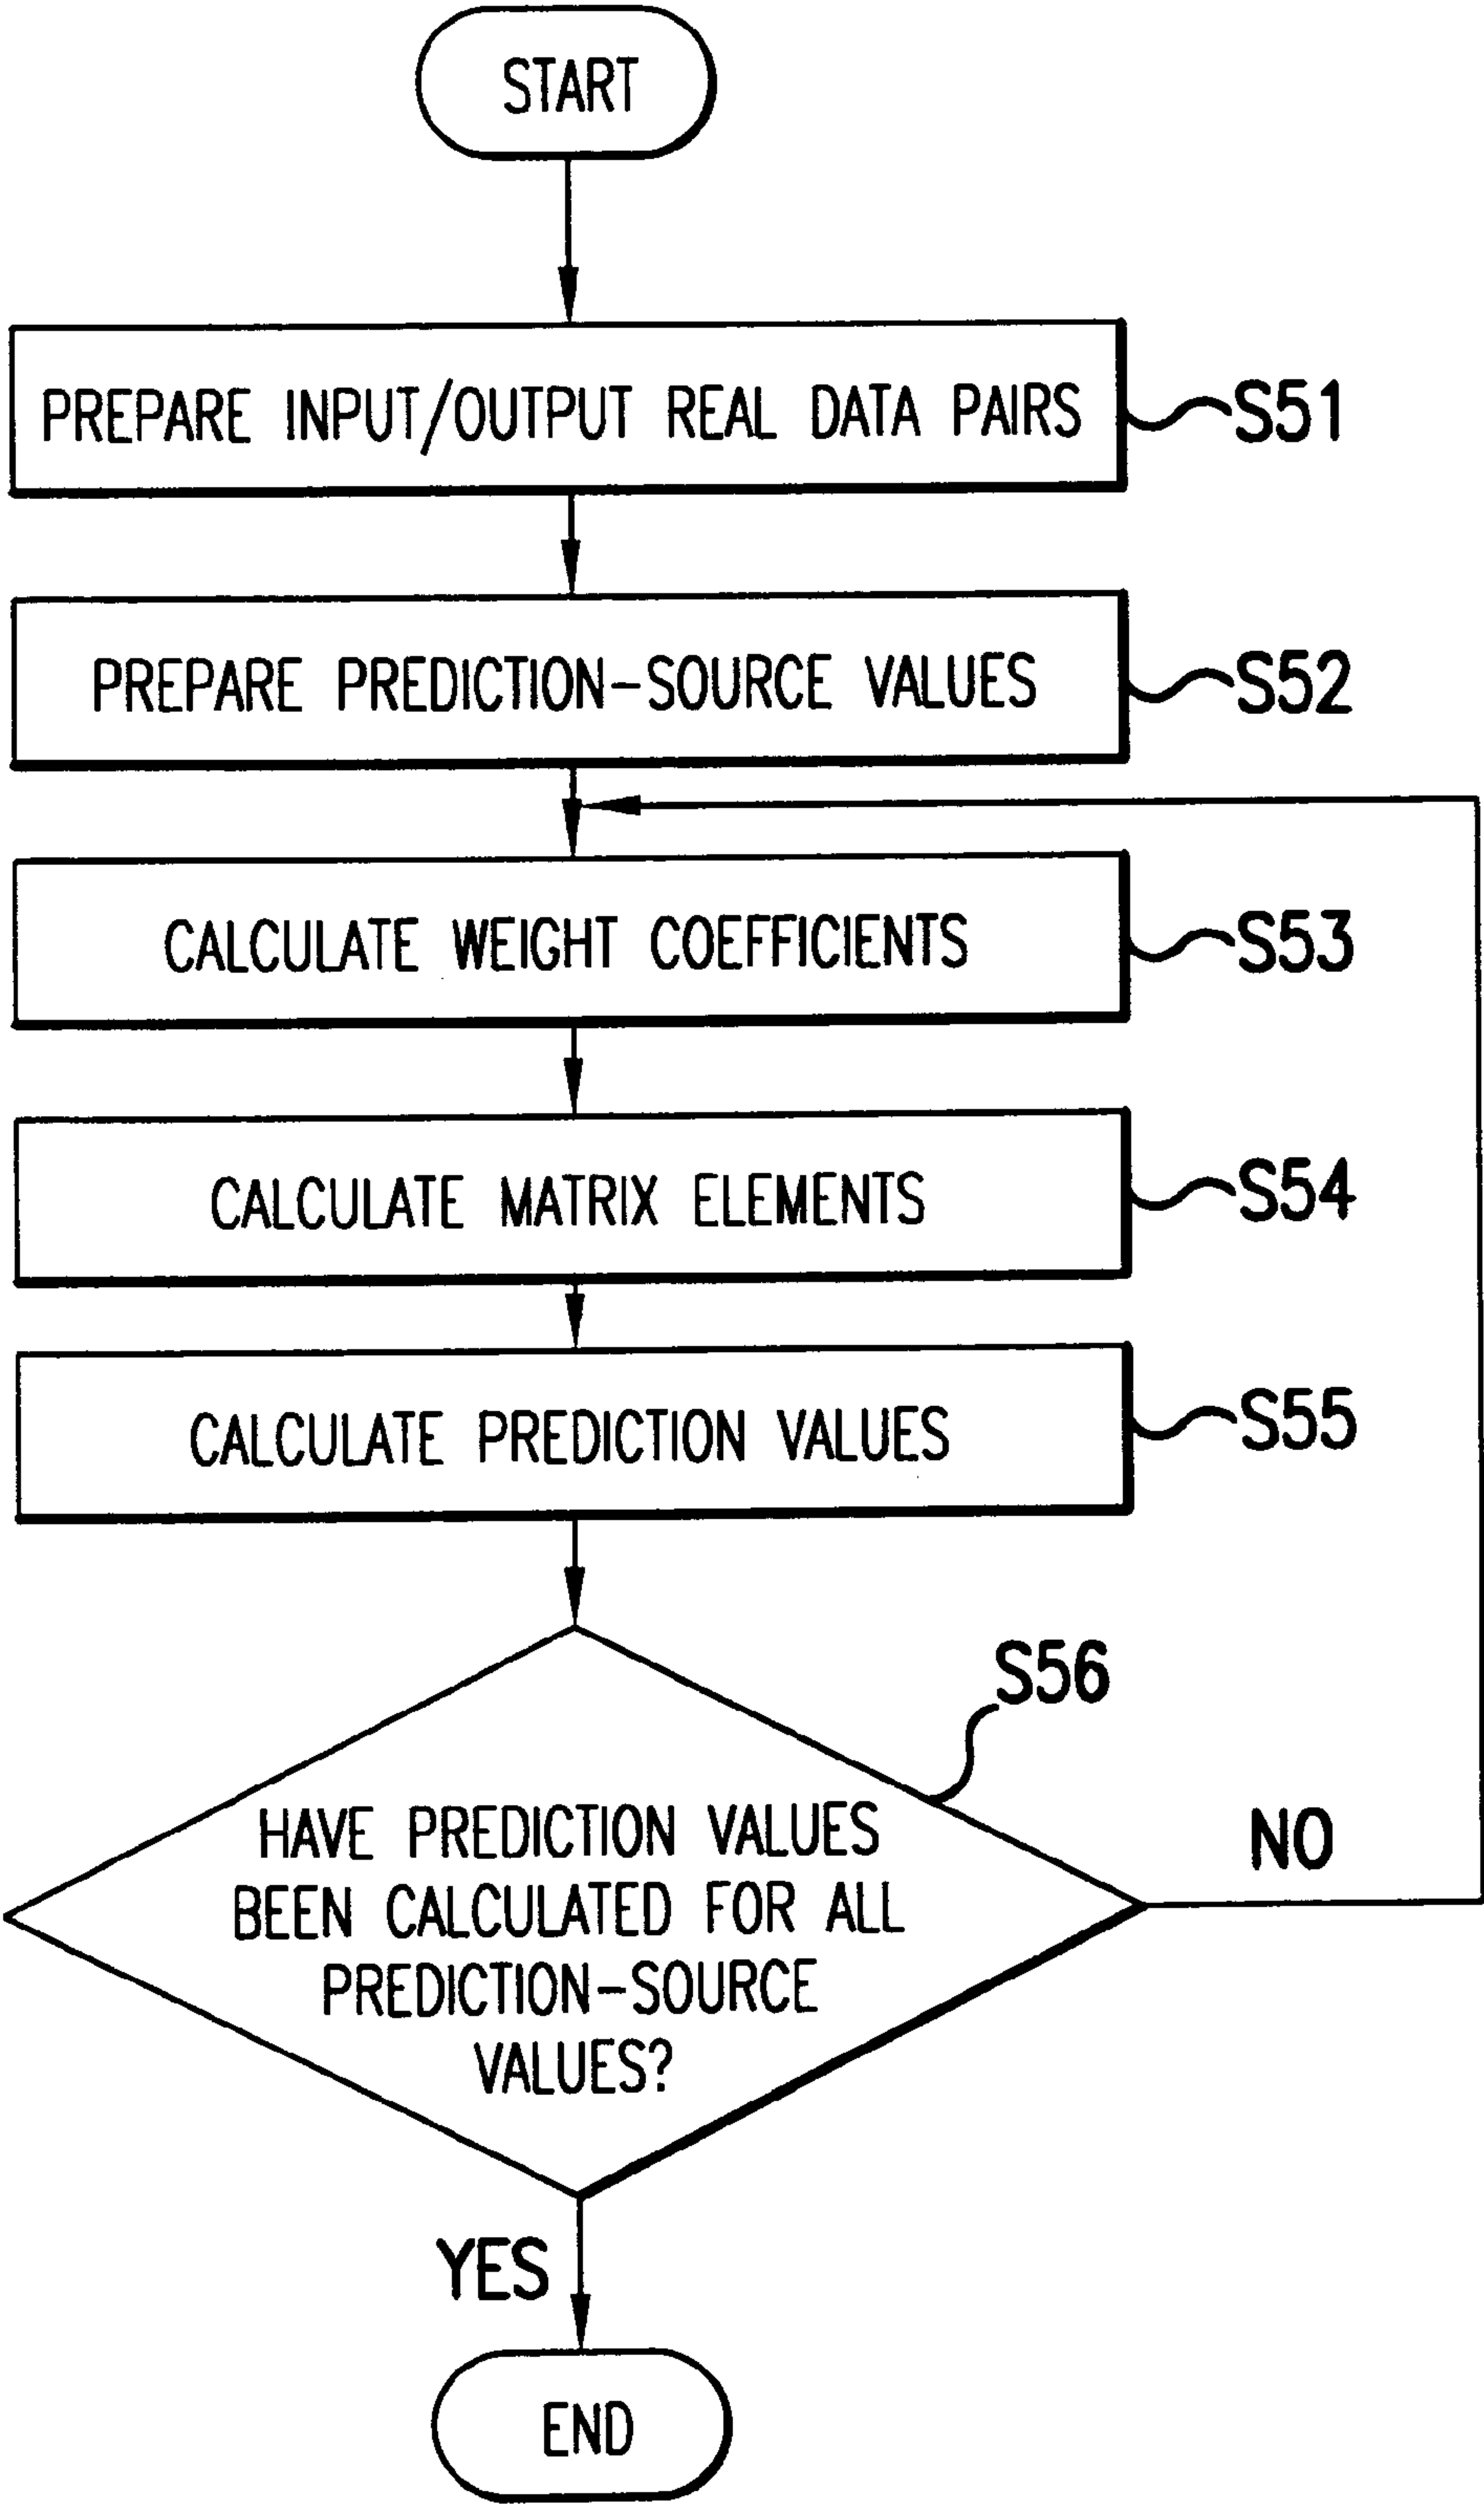 START
PREPARE INPUT/OUTPUT REAL DATA PAIRS
S51
PREPARE PREDICTION-SOURCE VALUES
S52
CALCULATE WEIGHT COEFFICIENTS
S53
CALCULATE MATRIX ELEMENTS
S54
CALCULATE PREDICTION VALUES
S55
S56
HAVE PREDICTION VALUES
BEEN CALCULATED FOR ALL
PREDICTION-SOURCE
VALUES?
NO
YES
END